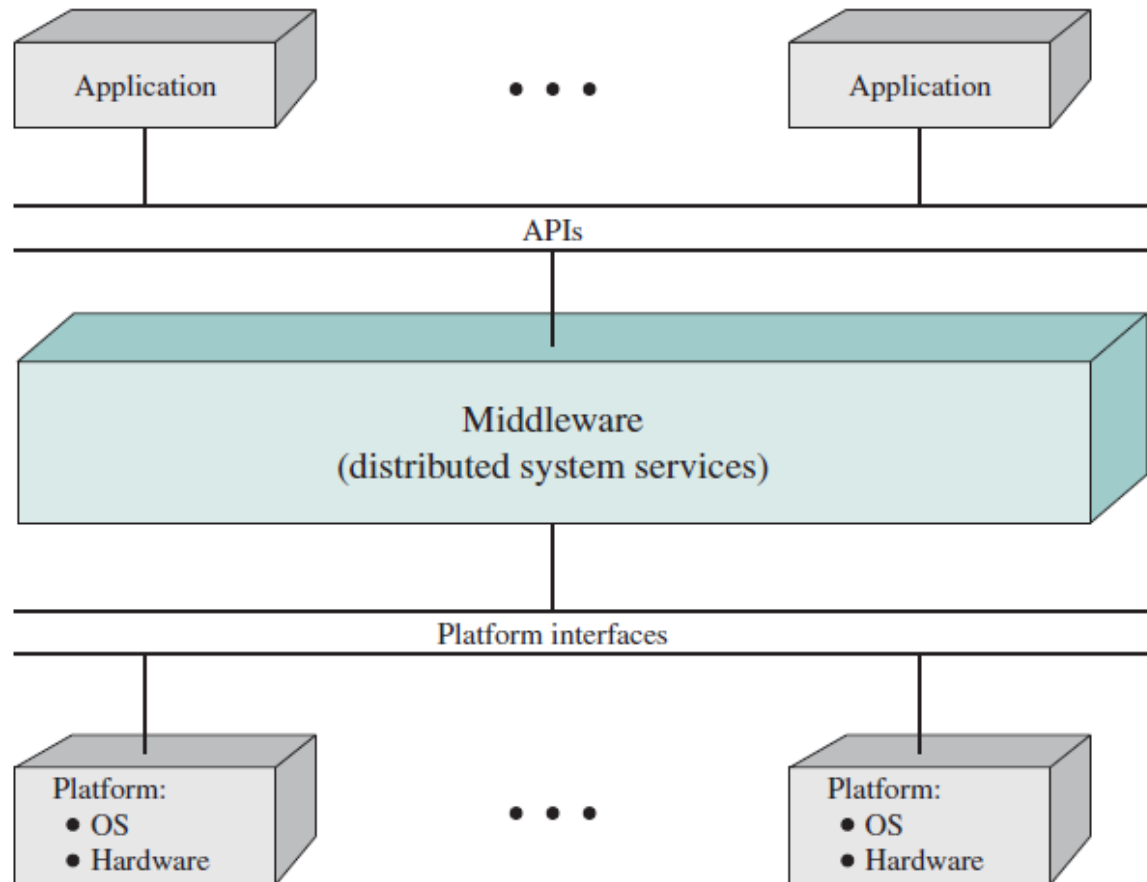 Application
• • •
Application
APIs
Middleware
(distributed system services)
Platform interfaces
Platform:
• OS
• Hardware
• • •
Platform:
• OS
• Hardware